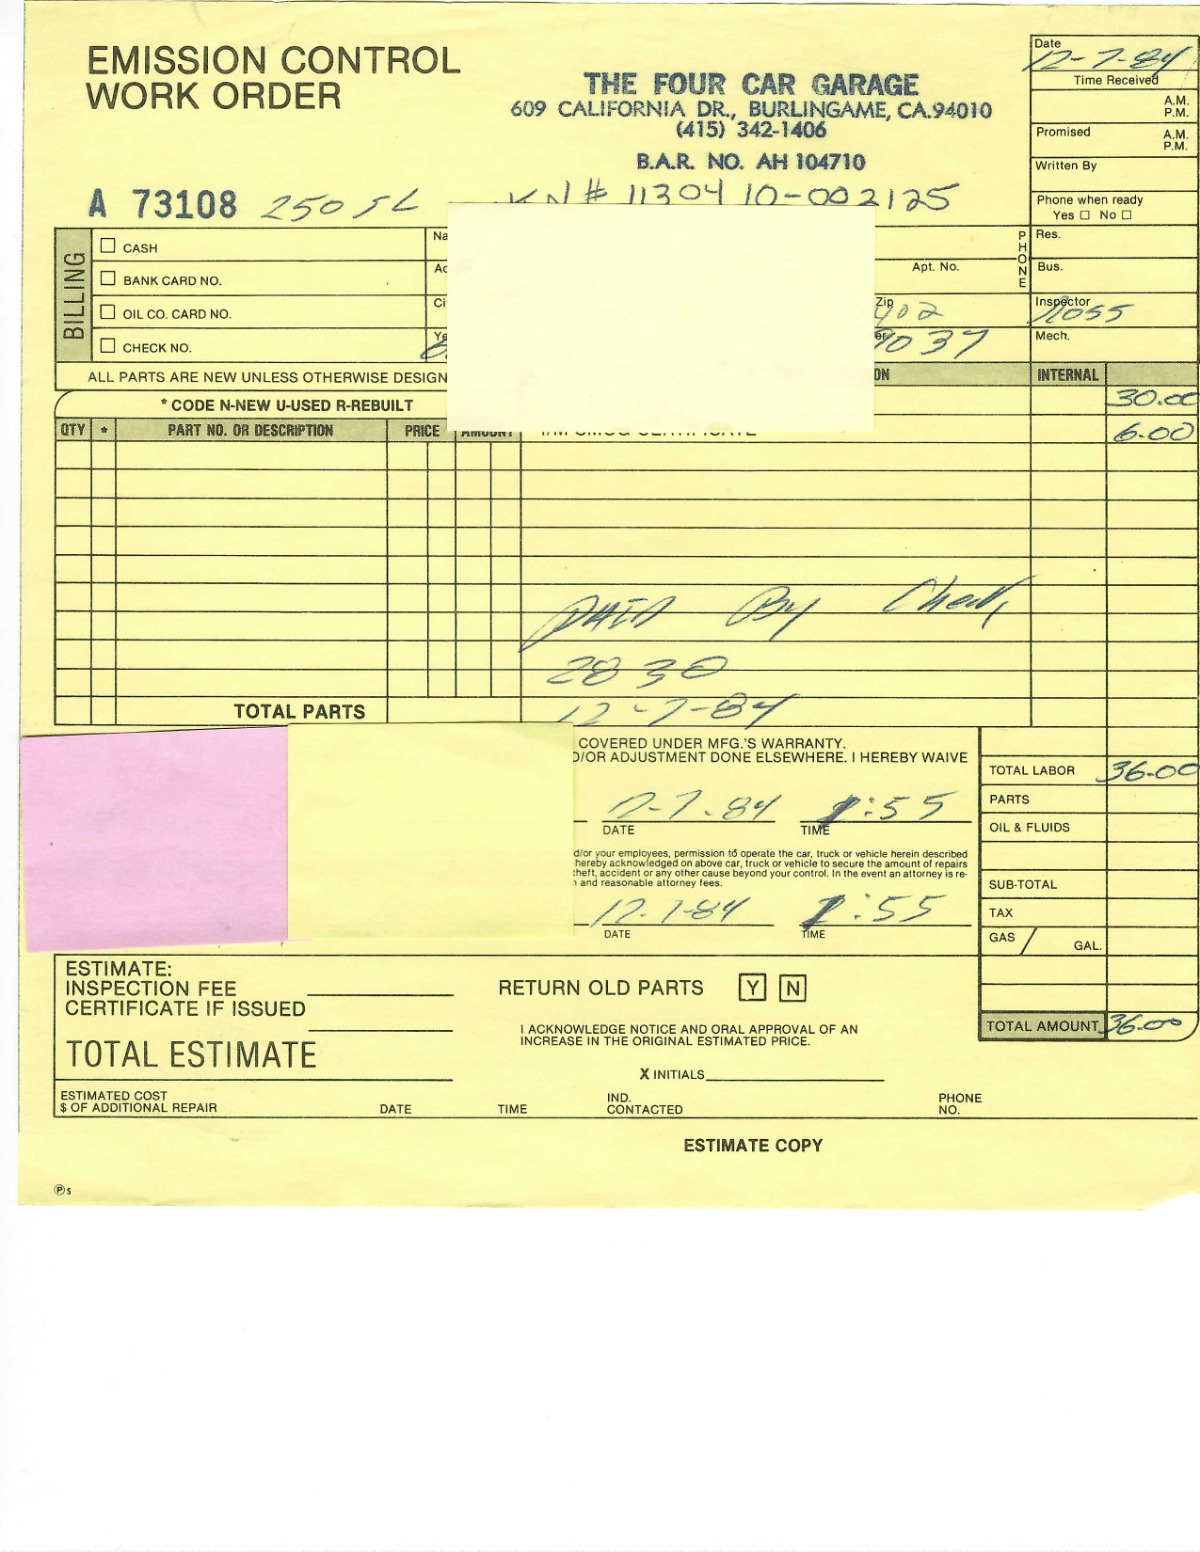 EMISSION CONTROL
WORK ORDER
THE FOUR CAR GARAGE
609 CALIFORNIA DR., BURLINGAME, CA.94010
(415) 342-1406
B.A.R. NO. AH 104710
Date
12-7-84
Time Received
A.M.
P.M.
Promised A.M.
P.M.
Written By
Phone when ready
Yes No
A 73108 250 SL 11304 10-002125
BILLING
CASH
BANK CARD NO.
OIL CO. CARD NO.
CHECK NO.
Apt. No.
Zip
902
9037
PHONE
Res.
Bus.
Inspector
Ross
Mech.
ALL PARTS ARE NEW UNLESS OTHERWISE DESIGN
INTERNAL
* CODE N-NEW U-USED R-REBUILT
30.00
QTY * PART NO. OR DESCRIPTION PRICE AMOUNT I/M SMOG CERTIFICATE 6.00
PAID By Check
2830
12-7-84
TOTAL PARTS
COVERED UNDER MFG.'S WARRANTY.
D/OR ADJUSTMENT DONE ELSEWHERE. I HEREBY WAIVE
12-7-84 :55
DATE TIME
d/or your employees, permission to operate the car, truck or vehicle herein described
hereby acknowledged on above car, truck or vehicle to secure the amount of repairs
theft, accident or any other cause beyond your control. In the event an attorney is re-
and reasonable attorney fees.
12-7-84 :55
DATE TIME
TOTAL LABOR 36.00
PARTS
OIL & FLUIDS
SUB-TOTAL
TAX
GAS / GAL.
TOTAL AMOUNT 36.00
ESTIMATE:
INSPECTION FEE
CERTIFICATE IF ISSUED
TOTAL ESTIMATE
RETURN OLD PARTS Y N
I ACKNOWLEDGE NOTICE AND ORAL APPROVAL OF AN
INCREASE IN THE ORIGINAL ESTIMATED PRICE.
X INITIALS
ESTIMATED COST
$ OF ADDITIONAL REPAIR DATE TIME IND.
CONTACTED PHONE
NO.
ESTIMATE COPY